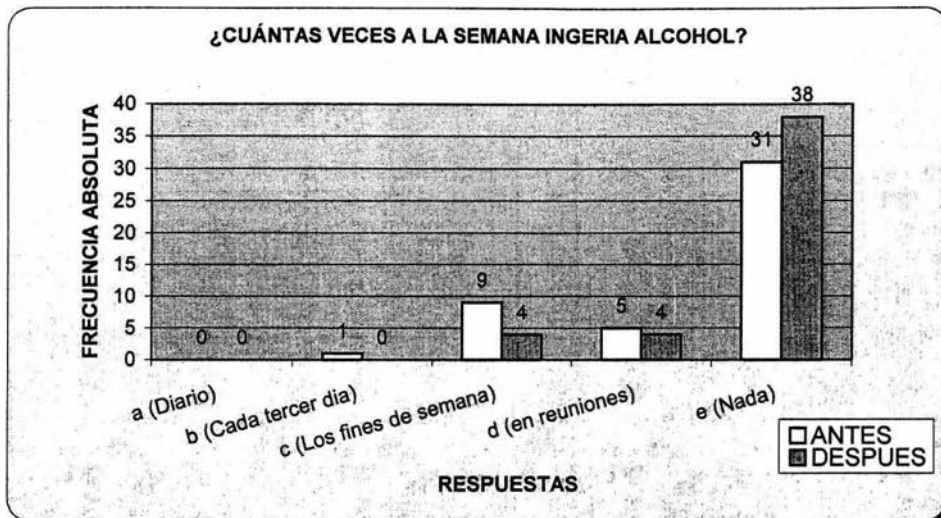 ¿CUÁNTAS VECES A LA SEMANA INGERIA ALCOHOL?
FRECUENCIA ABSOLUTA
40
35
30
25
20
15
10
5
0
0 0
1 0
9 4
5 4
31 38
a (Diario)
b (Cada tercer dia)
c (Los fines de semana)
d (en reuniones)
e (Nada)
RESPUESTAS
ANTES
DESPUES